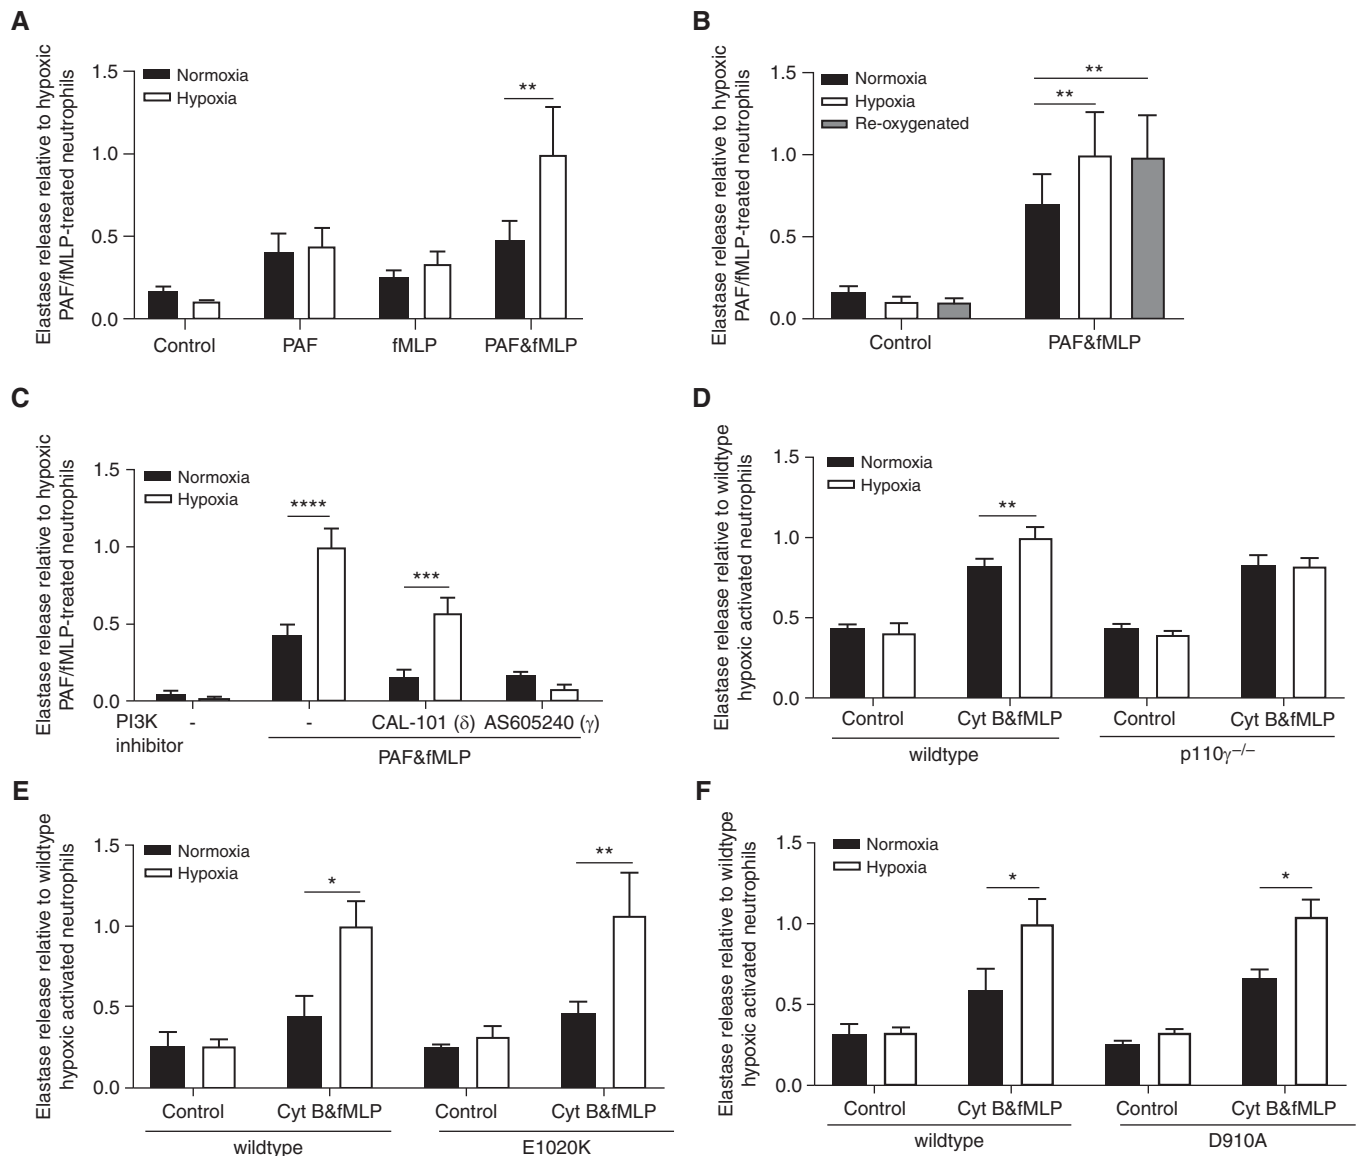 A
Elastase release relative to hypoxic
PAF/fMLP-treated neutrophils
1.5
1.0
0.5
0.0
Normoxia
Hypoxia
**
Control
PAF
fMLP
PAF&fMLP
B
Elastase release relative to hypoxic
PAF/fMLP-treated neutrophils
1.5
1.0
0.5
0.0
Normoxia
Hypoxia
Re-oxygenated
**
**
Control
PAF&fMLP
C
Elastase release relative to hypoxic
PAF/fMLP-treated neutrophils
1.5
1.0
0.5
0.0
Normoxia
Hypoxia
****
***
PI3K
inhibitor
-
-
CAL-101 (δ)
AS605240 (γ)
PAF&fMLP
D
Elastase release relative to wildtype
hypoxic activated neutrophils
1.5
1.0
0.5
0.0
Normoxia
Hypoxia
**
Control
Cyt B&fMLP
Control
Cyt B&fMLP
wildtype
p110γ−/−
E
Elastase release relative to wildtype
hypoxic activated neutrophils
1.5
1.0
0.5
0.0
Normoxia
Hypoxia
*
**
Control
Cyt B&fMLP
Control
Cyt B&fMLP
wildtype
E1020K
F
Elastase release relative to wildtype
hypoxic activated neutrophils
1.5
1.0
0.5
0.0
Normoxia
Hypoxia
*
*
Control
Cyt B&fMLP
Control
Cyt B&fMLP
wildtype
D910A